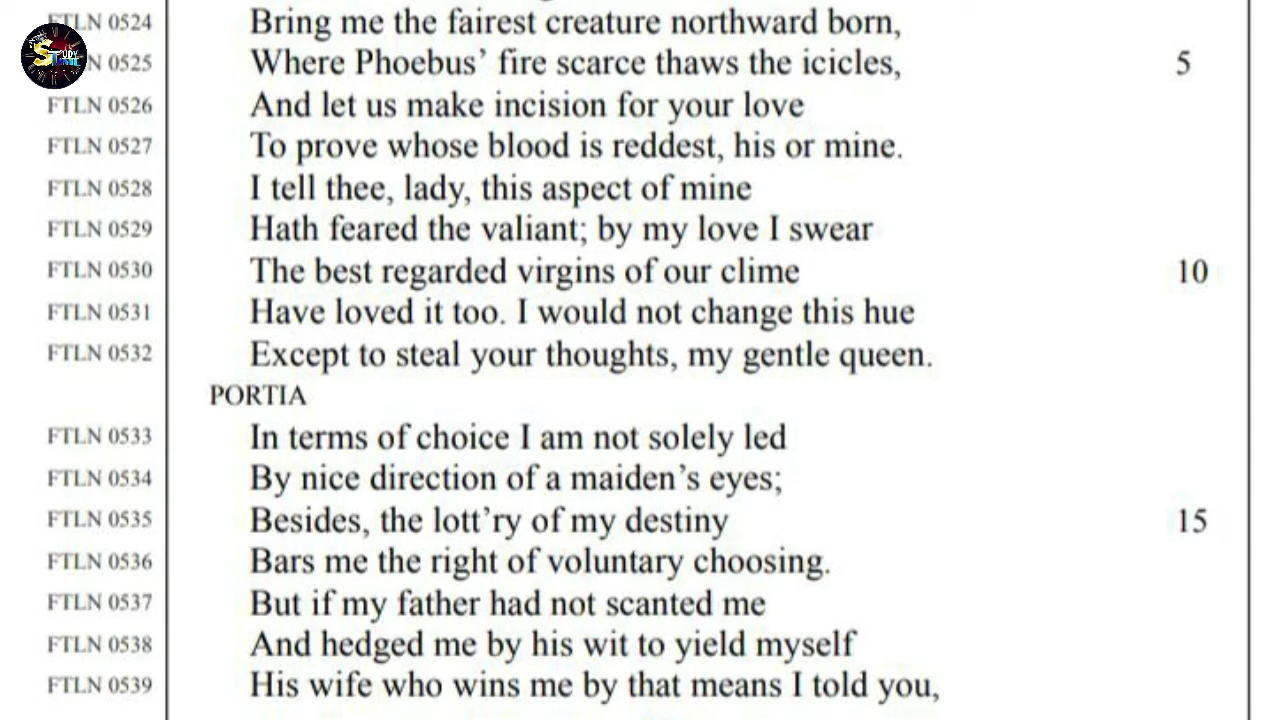 FTLN 0524 Bring me the fairest creature northward born,
FTLN 0525 Where Phoebus’ fire scarce thaws the icicles, 5
FTLN 0526 And let us make incision for your love
FTLN 0527 To prove whose blood is reddest, his or mine.
FTLN 0528 I tell thee, lady, this aspect of mine
FTLN 0529 Hath feared the valiant; by my love I swear
FTLN 0530 The best regarded virgins of our clime 10
FTLN 0531 Have loved it too. I would not change this hue
FTLN 0532 Except to steal your thoughts, my gentle queen.
PORTIA
FTLN 0533 In terms of choice I am not solely led
FTLN 0534 By nice direction of a maiden’s eyes;
FTLN 0535 Besides, the lott’ry of my destiny 15
FTLN 0536 Bars me the right of voluntary choosing.
FTLN 0537 But if my father had not scanted me
FTLN 0538 And hedged me by his wit to yield myself
FTLN 0539 His wife who wins me by that means I told you,